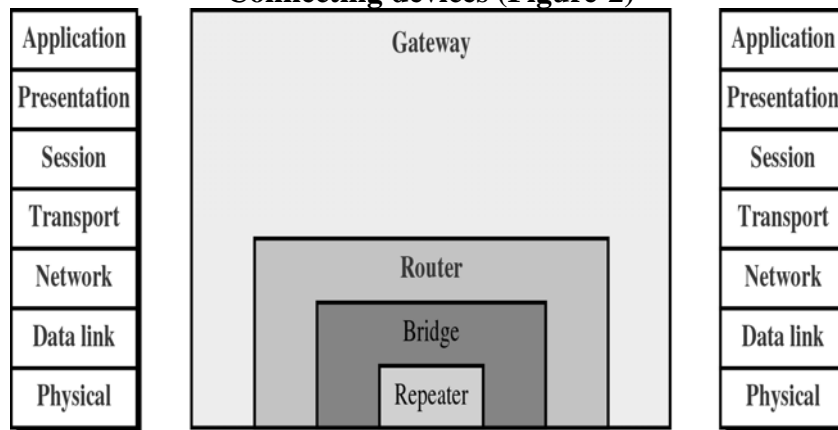 Connecting devices (Figure-2)
Application
Presentation
Session
Transport
Network
Data link
Physical
Gateway
Router
Bridge
Repeater
Application
Presentation
Session
Transport
Network
Data link
Physical